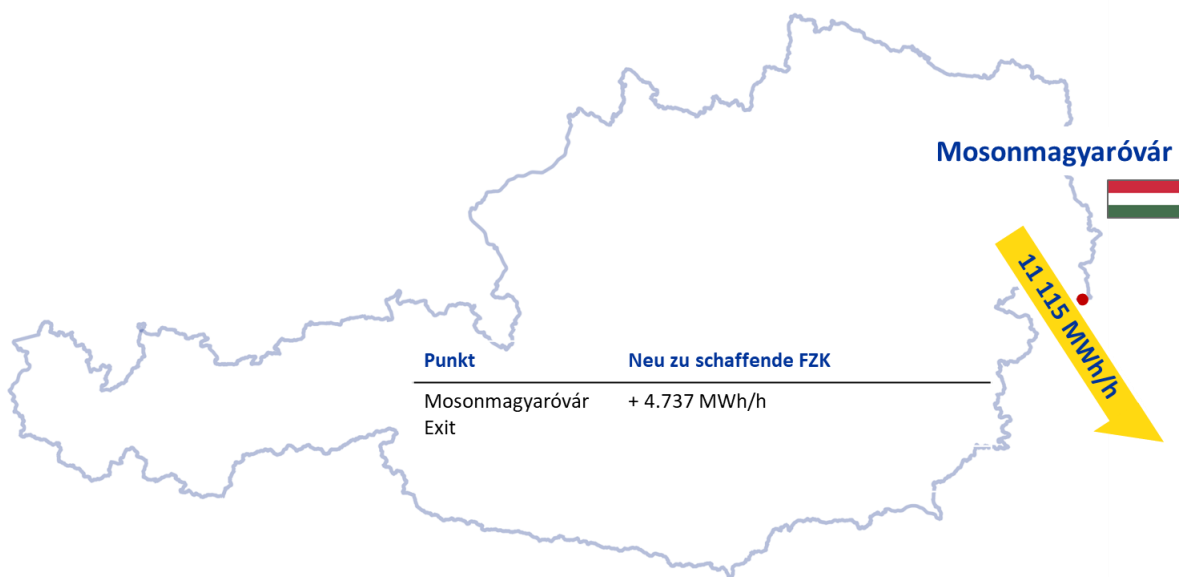 Mosonmagyaróvár
11 115 MWh/h
Punkt Neu zu schaffende FZK
Mosonmagyaróvár + 4.737 MWh/h
Exit